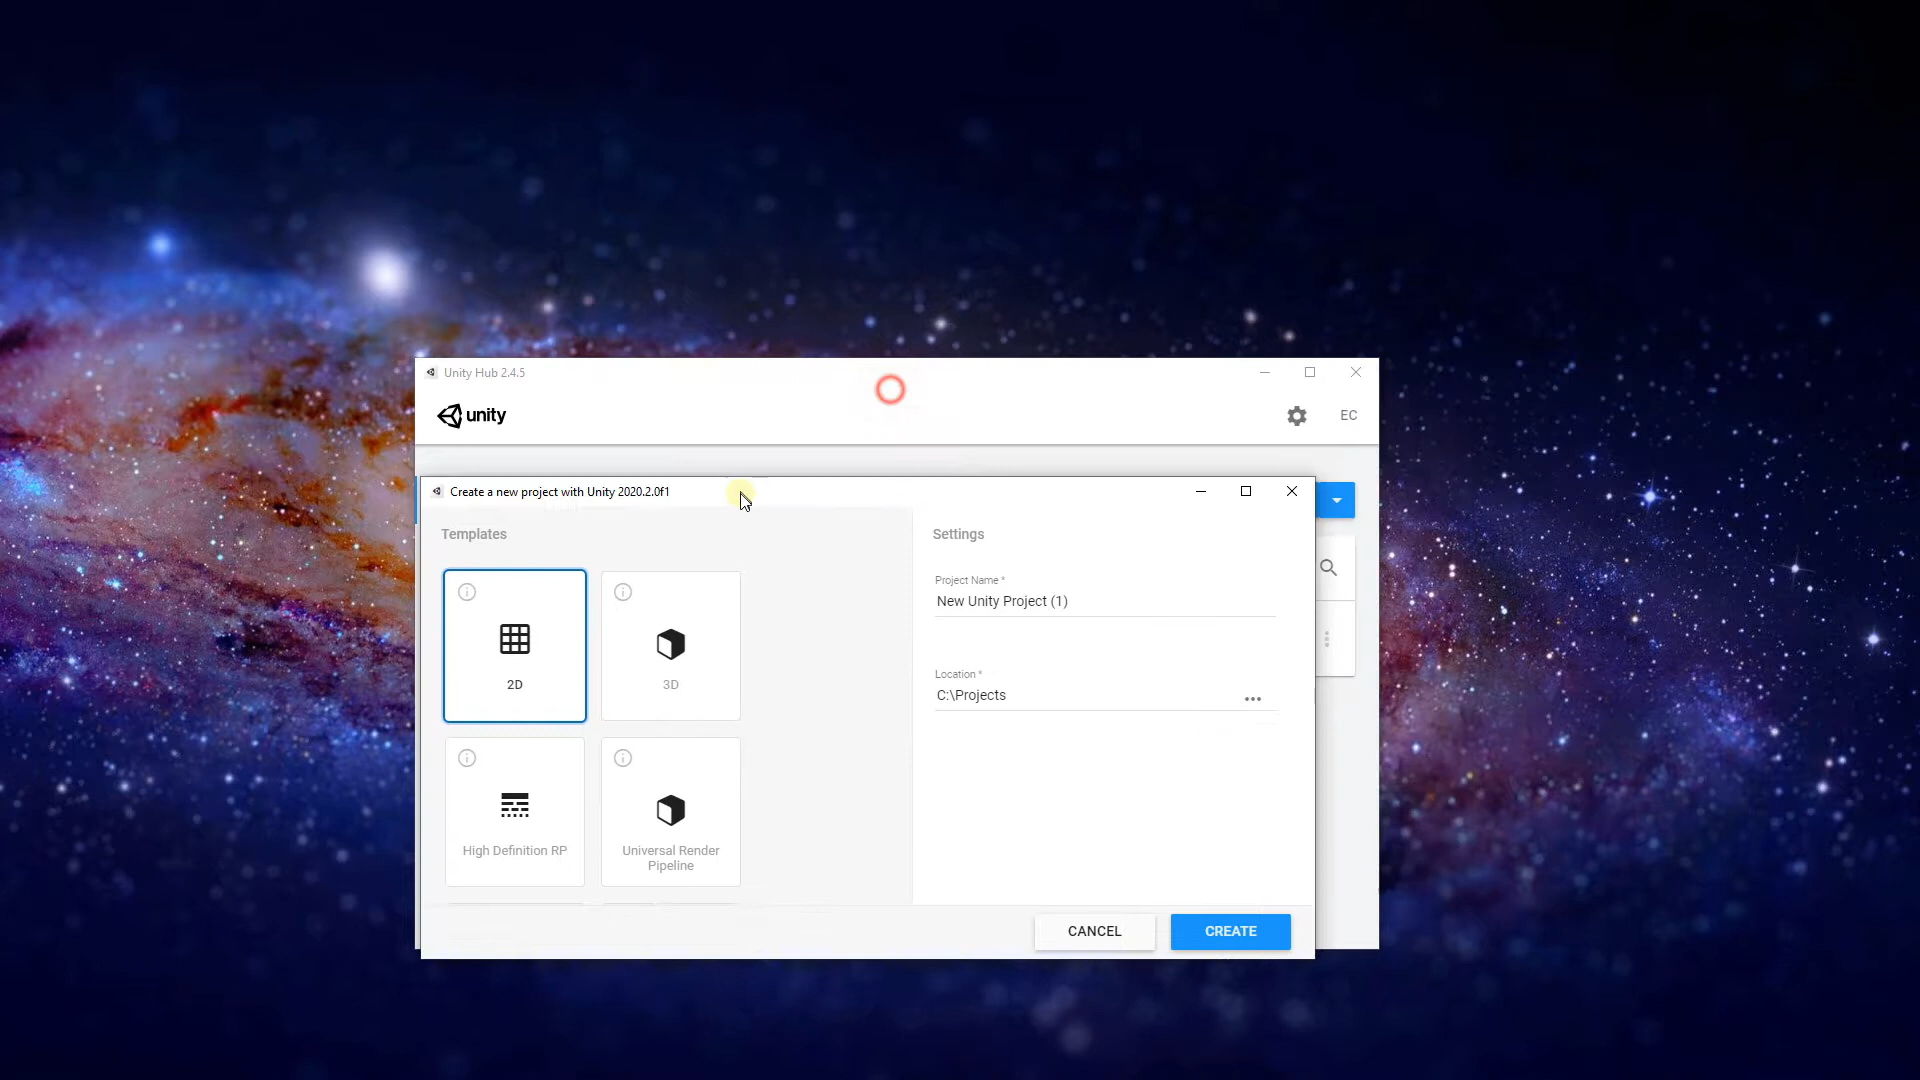 Unity Hub 2.4.5
unity
EC
Create a new project with Unity 2020.2.0f1
Templates
Settings
2D
3D
High Definition RP
Universal Render
Pipeline
Project Name *
New Unity Project (1)
Location *
C:\Projects
CANCEL
CREATE